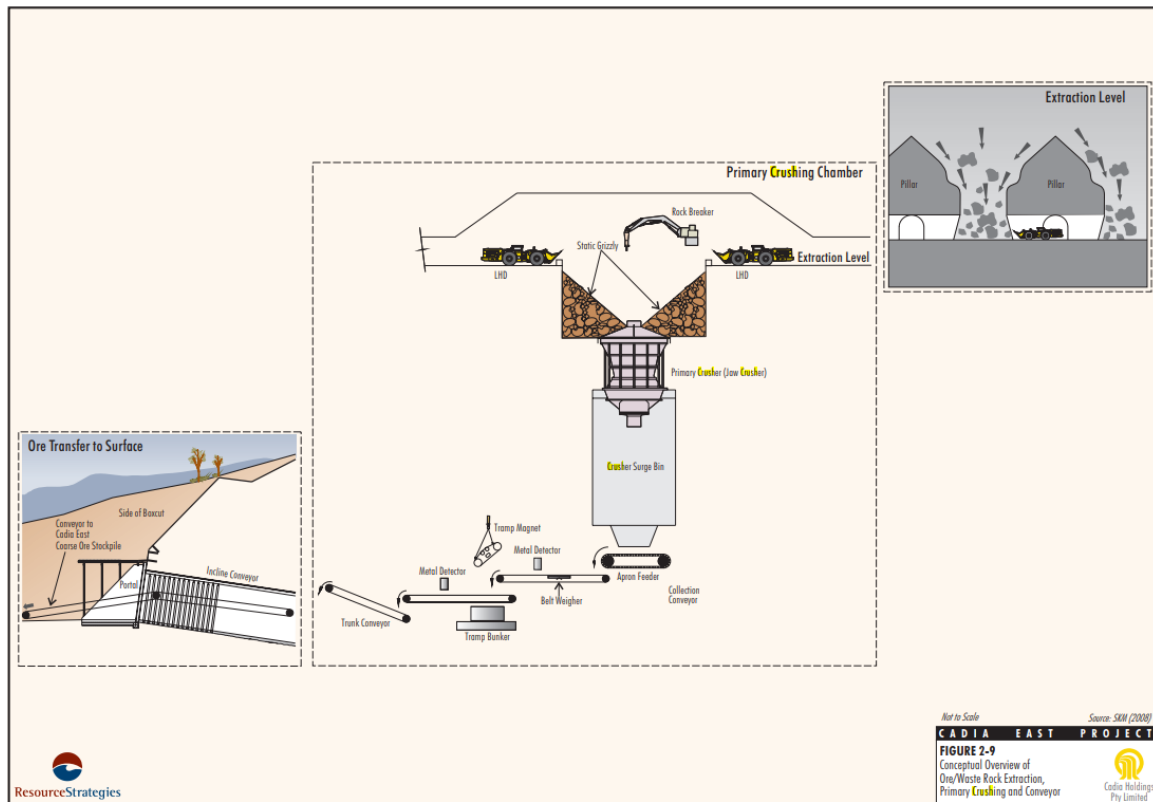 Extraction Level
Pillar
Pillar
Primary Crushing Chamber
Rock Breaker
Static Grizzly
LHD
LHD
Extraction Level
Primary Crusher (Jaw Crusher)
Crusher Surge Bin
Tramp Magnet
Metal Detector
Metal Detector
Apron Feeder
Collection
Conveyor
Belt Weigher
Trunk Conveyor
Tramp Bunker
Ore Transfer to Surface
Side of Boxcut
Conveyor to
Cadia East
Coarse Ore Stockpile
Portal
Incline Conveyor
Not to Scale
Source: SKM (2008)
CADIA EAST PROJECT
FIGURE 2-9
Conceptual Overview of
Ore/Waste Rock Extraction,
Primary Crushing and Conveyor
Cadia Holdings
Pty Limited
ResourceStrategies